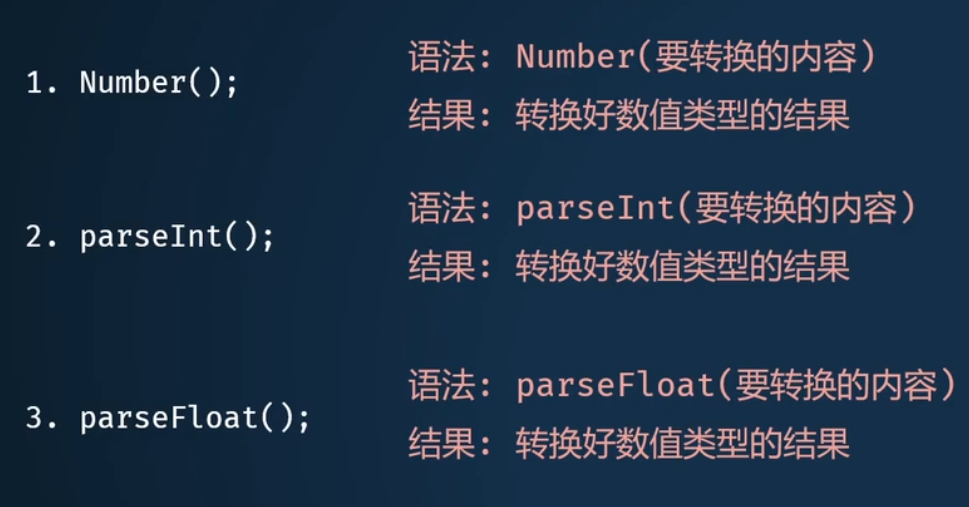 1. Number();
语法: Number(要转换的内容)
结果: 转换好数值类型的结果
2. parseInt();
语法: parseInt(要转换的内容)
结果: 转换好数值类型的结果
3. parseFloat();
语法: parseFloat(要转换的内容)
结果: 转换好数值类型的结果